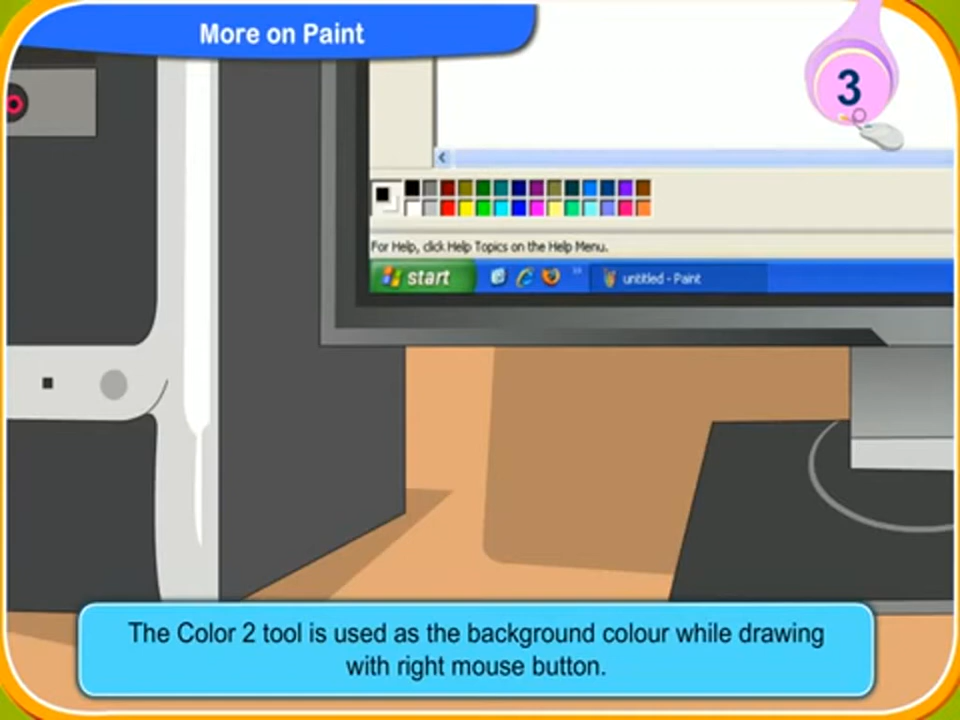 More on Paint
3
For Help, click Help Topics on the Help Menu.
start
untitled - Paint
The Color 2 tool is used as the background colour while drawing
with right mouse button.